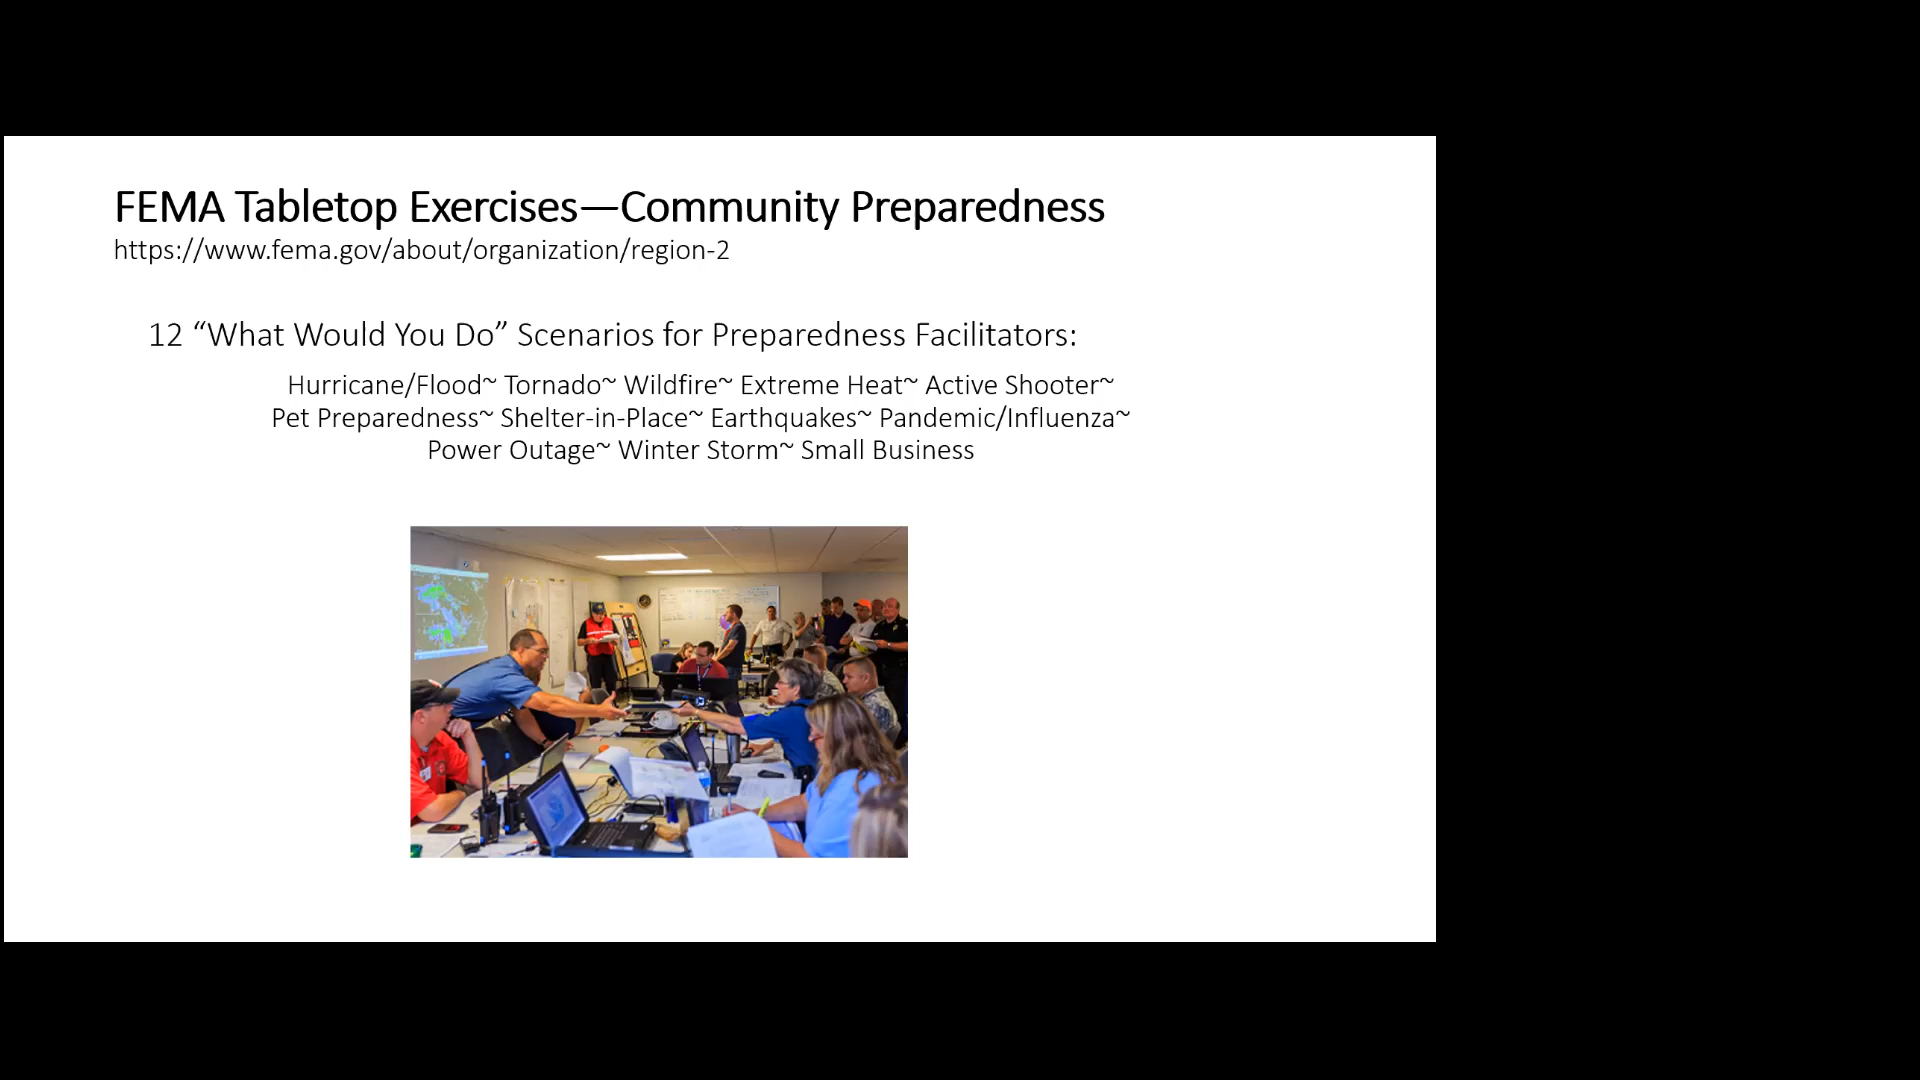 FEMA Tabletop Exercises—Community Preparedness
https://www.fema.gov/about/organization/region-2
12 “What Would You Do” Scenarios for Preparedness Facilitators:
Hurricane/Flood~ Tornado~ Wildfire~ Extreme Heat~ Active Shooter~
Pet Preparedness~ Shelter-in-Place~ Earthquakes~ Pandemic/Influenza~
Power Outage~ Winter Storm~ Small Business